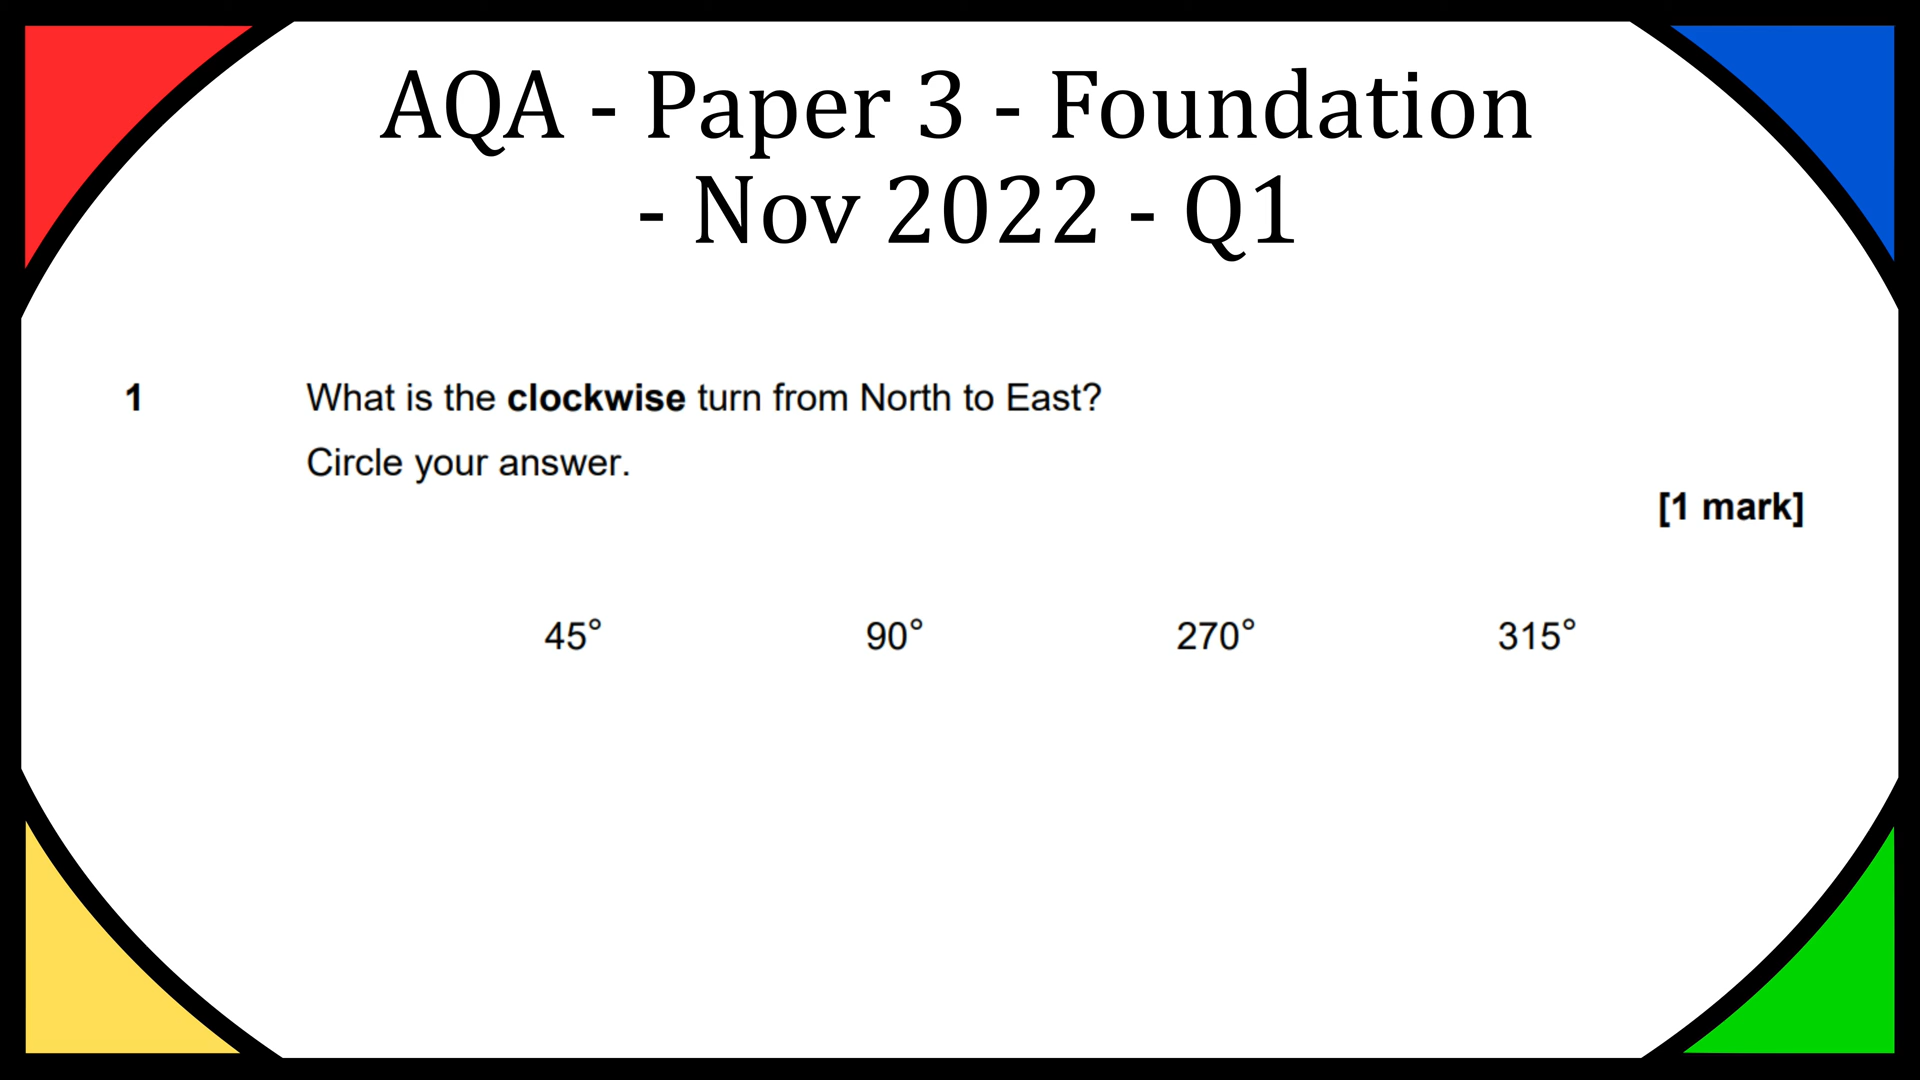 AQA - Paper 3 - Foundation
- Nov 2022 - Q1
1 What is the clockwise turn from North to East?
Circle your answer.
[1 mark]
45° 90° 270° 315°